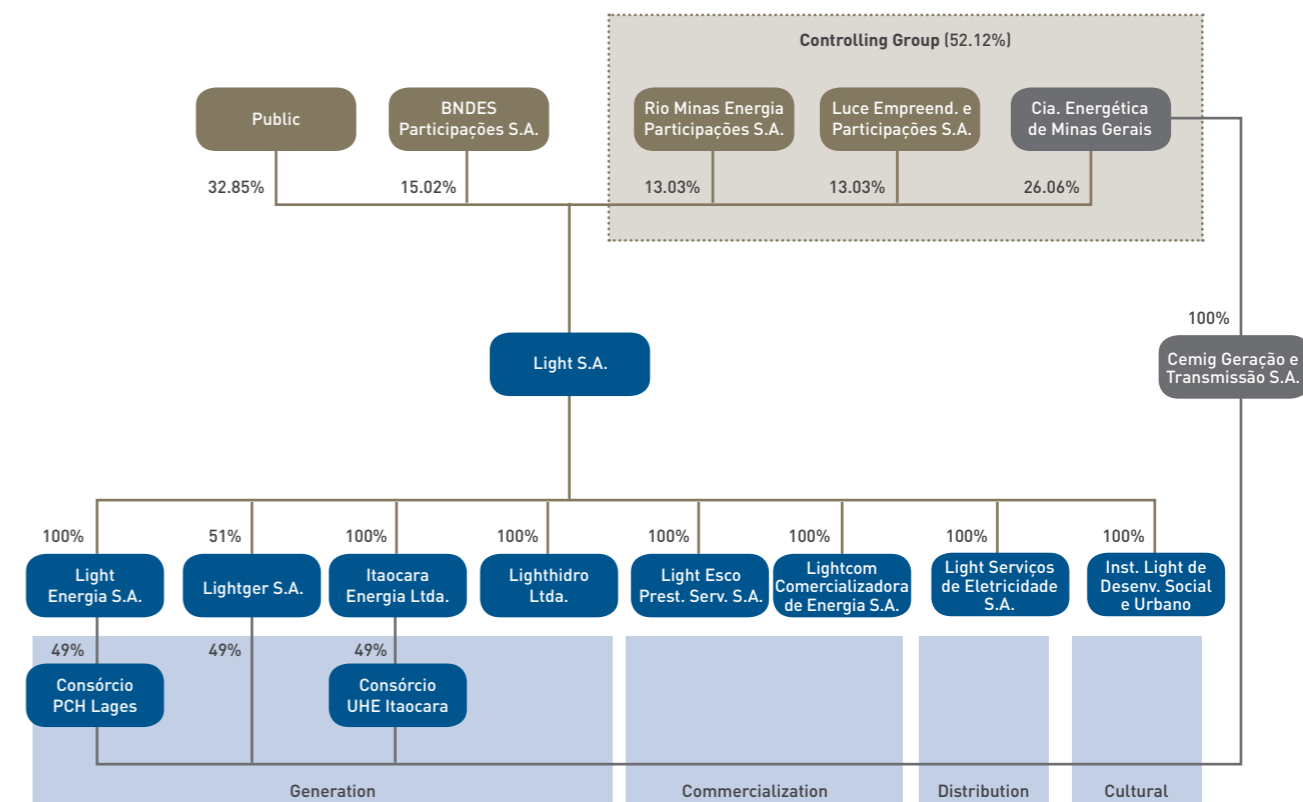 Controlling Group (52.12%)
Public
BNDES
Participações S.A.
Rio Minas Energia
Participações S.A.
Luce Empreend. e
Participações S.A.
Cia. Energética
de Minas Gerais
32.85%
15.02%
13.03%
13.03%
26.06%
100%
Light S.A.
Cemig Geração e
Transmissão S.A.
100%
51%
100%
100%
100%
100%
100%
100%
Light
Energia S.A.
Lightger S.A.
Itaocara
Energia Ltda.
Lighthidro
Ltda.
Light Esco
Prest. Serv. S.A.
Lightcom
Comercializadora
de Energia S.A.
Light Serviços
de Eletricidade
S.A.
Inst. Light de
Desenv. Social
e Urbano
49%
49%
49%
Consórcio
PCH Lages
Consórcio
UHE Itaocara
Generation
Commercialization
Distribution
Cultural